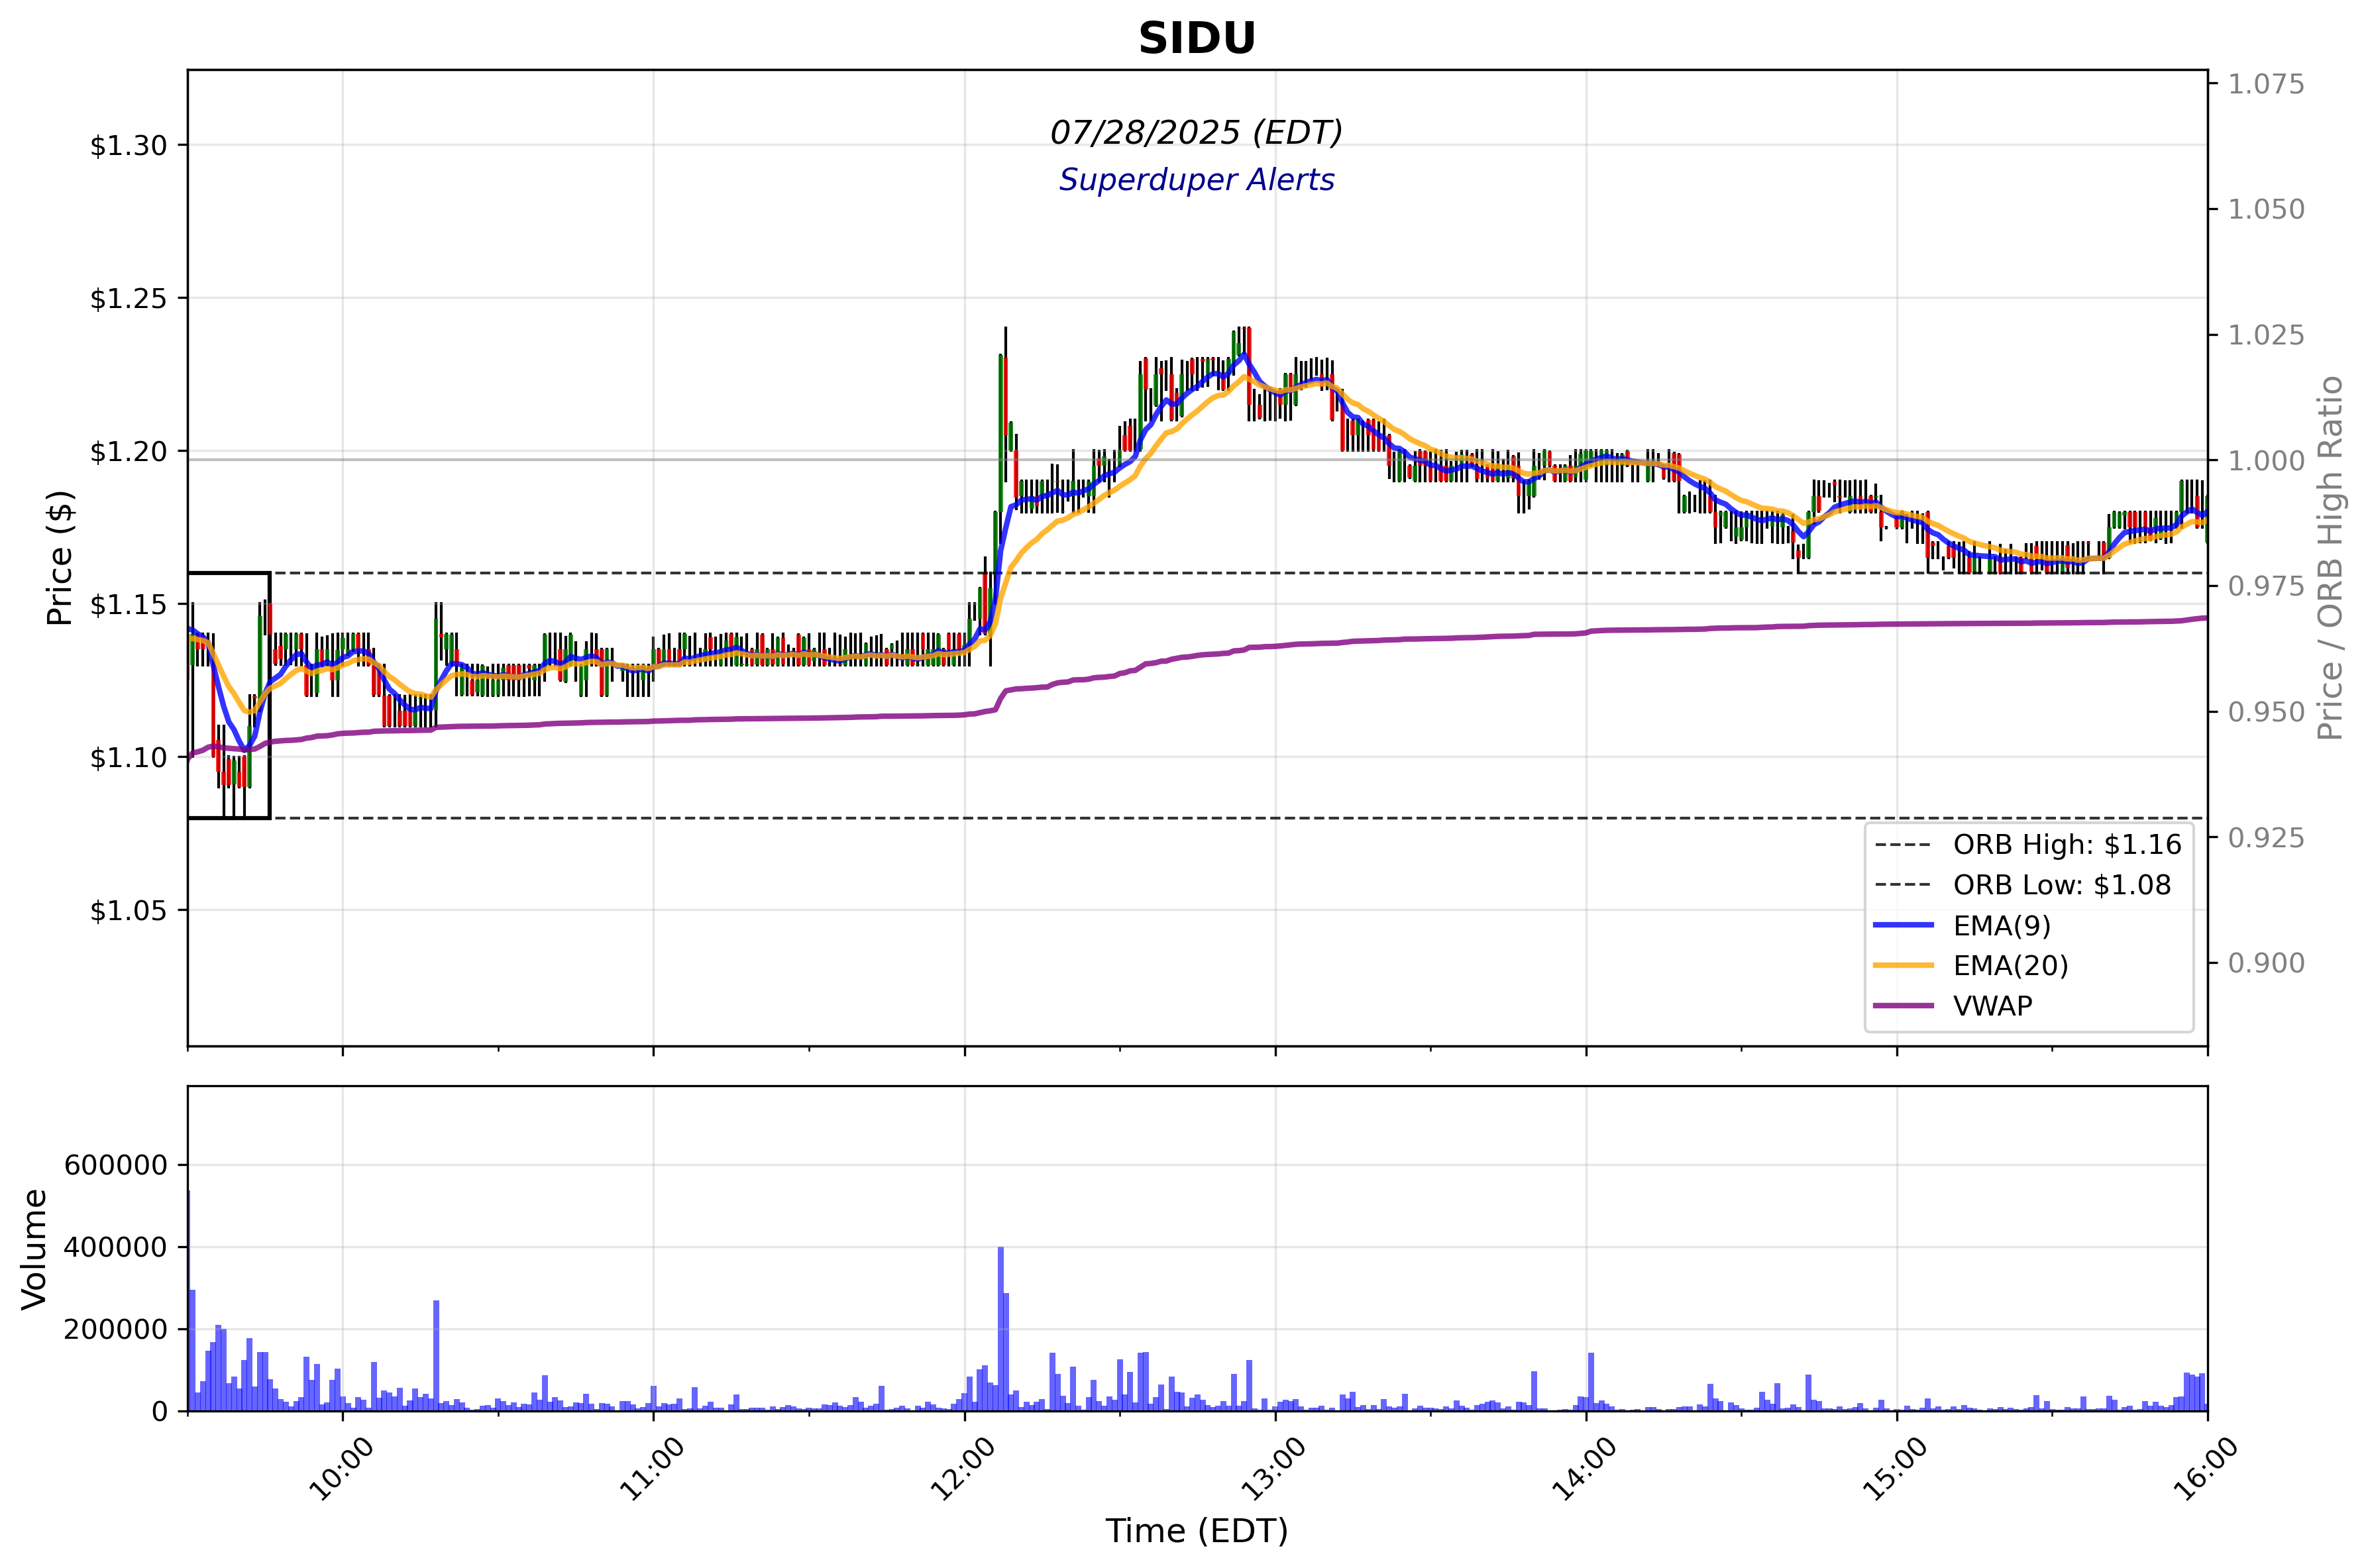 SIDU
07/28/2025 (EDT)
Superduper Alerts
Price ($)
$1.30
$1.25
$1.20
$1.15
$1.10
$1.05
1.075
1.050
1.025
1.000
0.975
0.950
0.925
0.900
Price / ORB High Ratio
ORB High: $1.16
ORB Low: $1.08
EMA(9)
EMA(20)
VWAP
Volume
600000
400000
200000
0
10:00
11:00
12:00
13:00
14:00
15:00
16:00
Time (EDT)